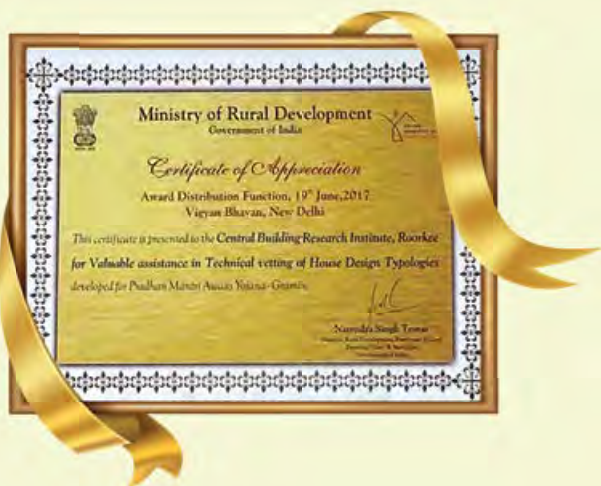 Ministry of Rural Development
Government of India
Certificate of Appreciation
Award Distribution Function, 19th June, 2017
Vigyan Bhavan, New Delhi
This certificate is presented to the Central Building Research Institute, Roorkee
for Valuable assistance in Technical vetting of House Design Typologies
developed for Pradhan Mantri Awaas Yojana-Gramin.
Narendra Singh Tomar